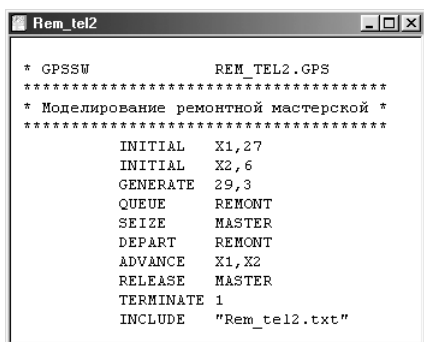 Rem_tel2
* GPSSW REM_TEL2.GPS
**************************************
* Моделирование ремонтной мастерской *
**************************************
INITIAL X1,27
INITIAL X2,6
GENERATE 29,3
QUEUE REMONT
SEIZE MASTER
DEPART REMONT
ADVANCE X1,X2
RELEASE MASTER
TERMINATE 1
INCLUDE "Rem_tel2.txt"